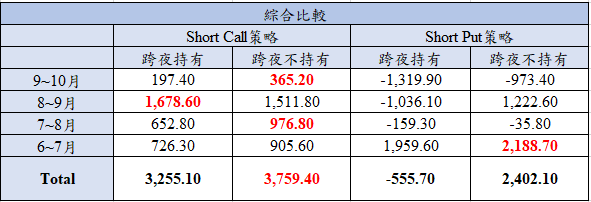 綜合比較
Short Call策略 Short Put策略
跨夜持有 跨夜不持有 跨夜持有 跨夜不持有
9~10月 197.40 365.20 -1,319.90 -973.40
8~9月 1,678.60 1,511.80 -1,036.10 1,222.60
7~8月 652.80 976.80 -159.30 -35.80
6~7月 726.30 905.60 1,959.60 2,188.70
Total 3,255.10 3,759.40 -555.70 2,402.10